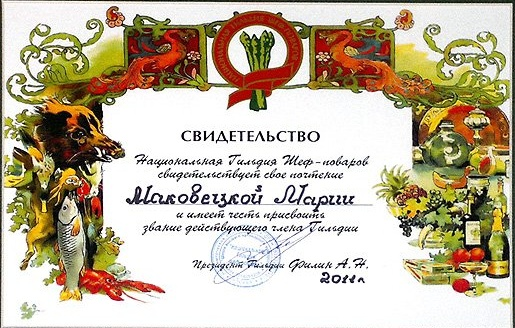 СВИДЕТЕЛЬСТВО
Национальная Гильдия Шеф-поваров
свидетельствует свое почтение
Маковецкой Марии
и имеет честь присвоить
звание действующего члена Гильдии
Президент Гильдии Филин А.Н.
2011г.